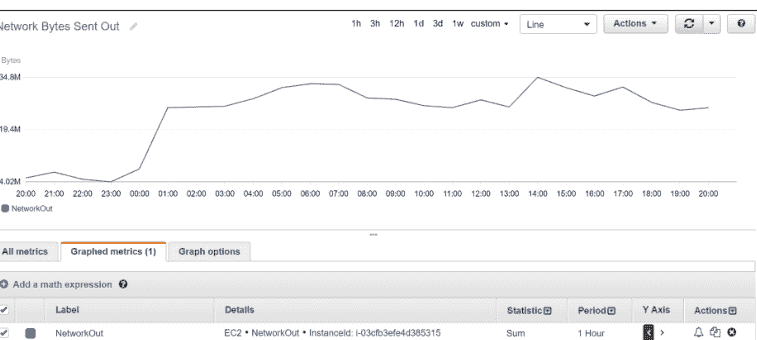 Network Bytes Sent Out 1h 3h 12h 1d 3d 1w custom Line Actions ?
Bytes
34.8M
19.4M
4.02M
20:00 21:00 22:00 23:00 00:00 01:00 02:00 03:00 04:00 05:00 06:00 07:00 08:00 09:00 10:00 11:00 12:00 13:00 14:00 15:00 16:00 17:00 18:00 19:00 20:00
NetworkOut
All metrics Graphed metrics (1) Graph options
Add a math expression ?
Label Details Statistic Period Y Axis Actions
NetworkOut EC2 • NetworkOut • InstanceId: i-03cfb3efe4d385315 Sum 1 Hour < >